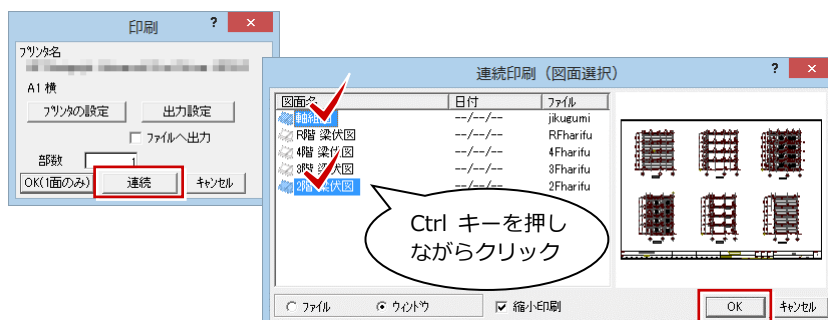 印刷
?
×
プリンタ名
A1 横
プリンタの設定
出力設定
ファイルへ出力
部数
1
OK(1面のみ)
連続
キャンセル
連続印刷（図面選択）
?
×
図面名 日付 ファイル
軸組図 --/--/-- jikugumi
R階 梁伏図 --/--/-- RFharifu
4階 梁伏図 --/--/-- 4Fharifu
3階 梁伏図 --/--/-- 3Fharifu
2階 梁伏図 --/--/-- 2Fharifu
Ctrl キーを押し
ながらクリック
ファイル ウィンドウ 縮小印刷
OK キャンセル